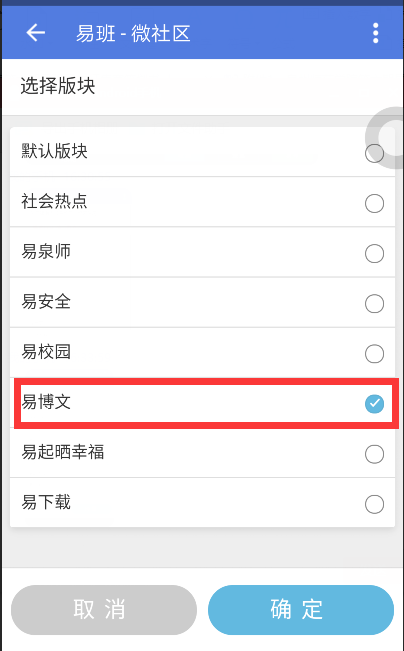 易班 - 微社区
选择版块
默认版块
社会热点
易泉师
易安全
易校园
易博文
易起晒幸福
易下载
取消 确定